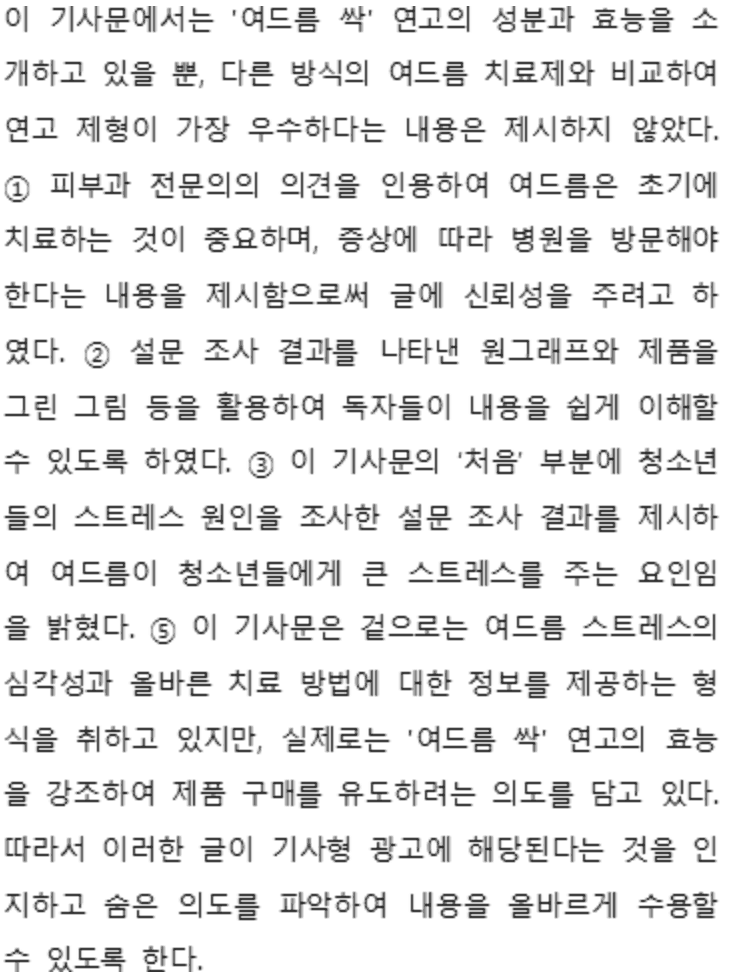 이 기사문에서는 '여드름 싹' 연고의 성분과 효능을 소
개하고 있을 뿐, 다른 방식의 여드름 치료제와 비교하여
연고 제형이 가장 우수하다는 내용은 제시하지 않았다.
① 피부과 전문의의 의견을 인용하여 여드름은 초기에
치료하는 것이 중요하며, 증상에 따라 병원을 방문해야
한다는 내용을 제시함으로써 글에 신뢰성을 주려고 하
였다. ② 설문 조사 결과를 나타낸 원그래프와 제품을
그린 그림 등을 활용하여 독자들이 내용을 쉽게 이해할
수 있도록 하였다. ③ 이 기사문의 '처음' 부분에 청소년
들의 스트레스 원인을 조사한 설문 조사 결과를 제시하
여 여드름이 청소년들에게 큰 스트레스를 주는 요인임
을 밝혔다. ⑤ 이 기사문은 겉으로는 여드름 스트레스의
심각성과 올바른 치료 방법에 대한 정보를 제공하는 형
식을 취하고 있지만, 실제로는 '여드름 싹' 연고의 효능
을 강조하여 제품 구매를 유도하려는 의도를 담고 있다.
따라서 이러한 글이 기사형 광고에 해당된다는 것을 인
지하고 숨은 의도를 파악하여 내용을 올바르게 수용할
수 있도록 한다.